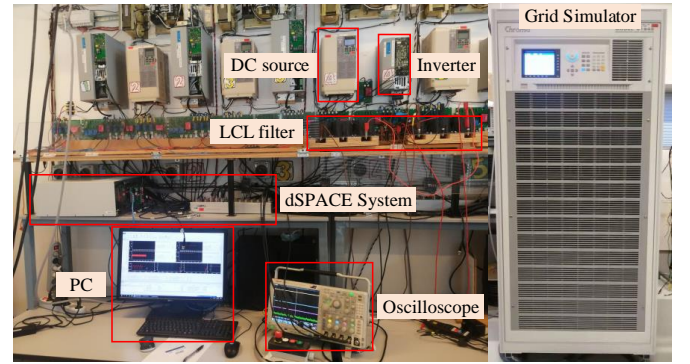 Grid Simulator
DC source
Inverter
LCL filter
dSPACE System
PC
Oscilloscope